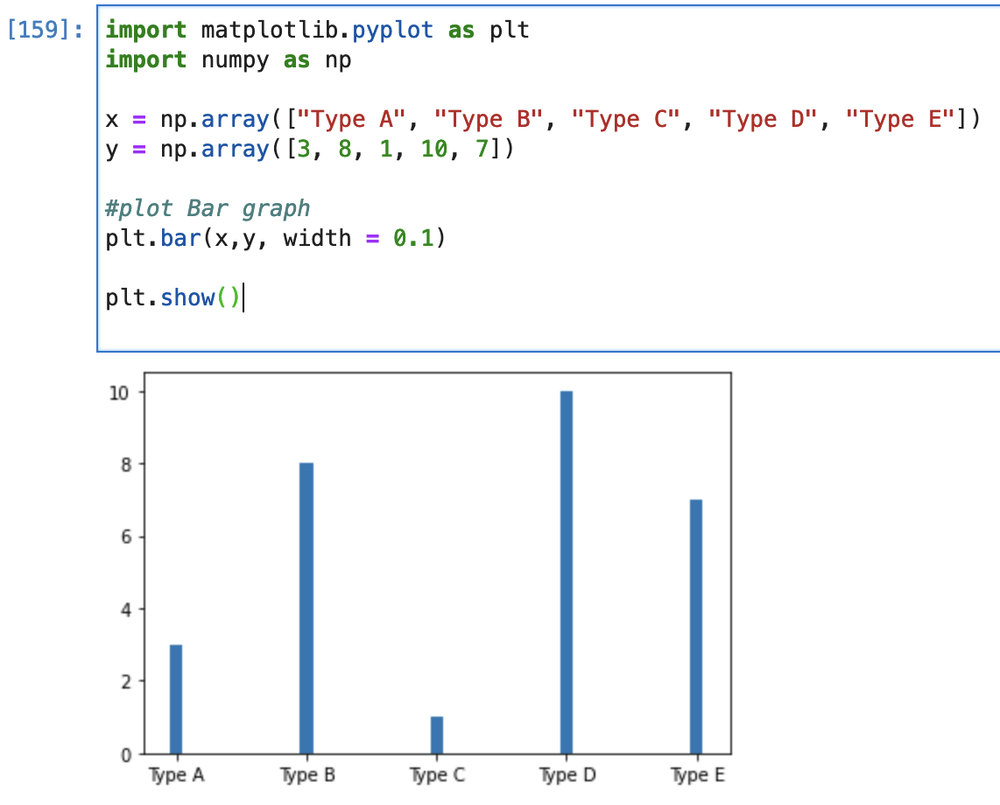 [159]: import matplotlib.pyplot as plt
import numpy as np
x = np.array(["Type A", "Type B", "Type C", "Type D", "Type E"])
y = np.array([3, 8, 1, 10, 7])
#plot Bar graph
plt.bar(x,y, width = 0.1)
plt.show()
10
8
6
4
2
0
Type A Type B Type C Type D Type E